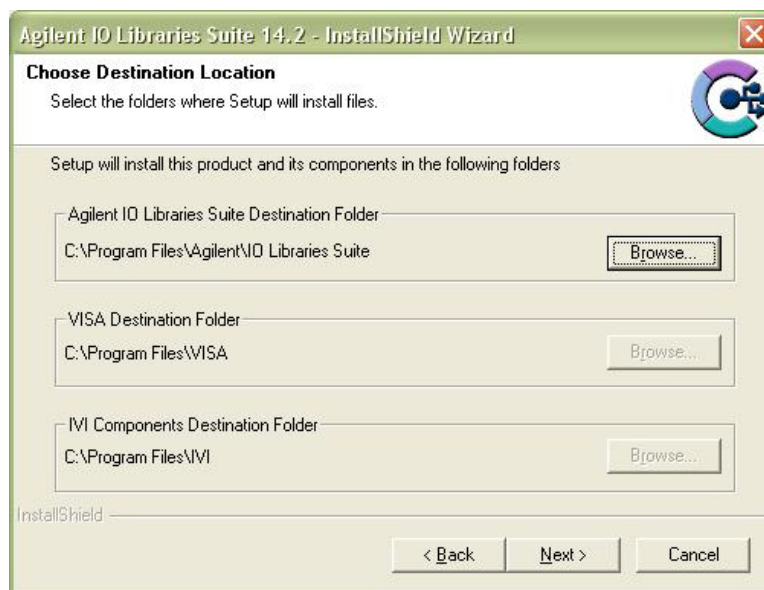 Agilent IO Libraries Suite 14.2 - InstallShield Wizard
Choose Destination Location
Select the folders where Setup will install files.
Setup will install this product and its components in the following folders
Agilent IO Libraries Suite Destination Folder
C:\Program Files\Agilent\IO Libraries Suite
Browse...
VISA Destination Folder
C:\Program Files\VISA
Browse...
IVI Components Destination Folder
C:\Program Files\IVI
Browse...
InstallShield
< Back Next > Cancel